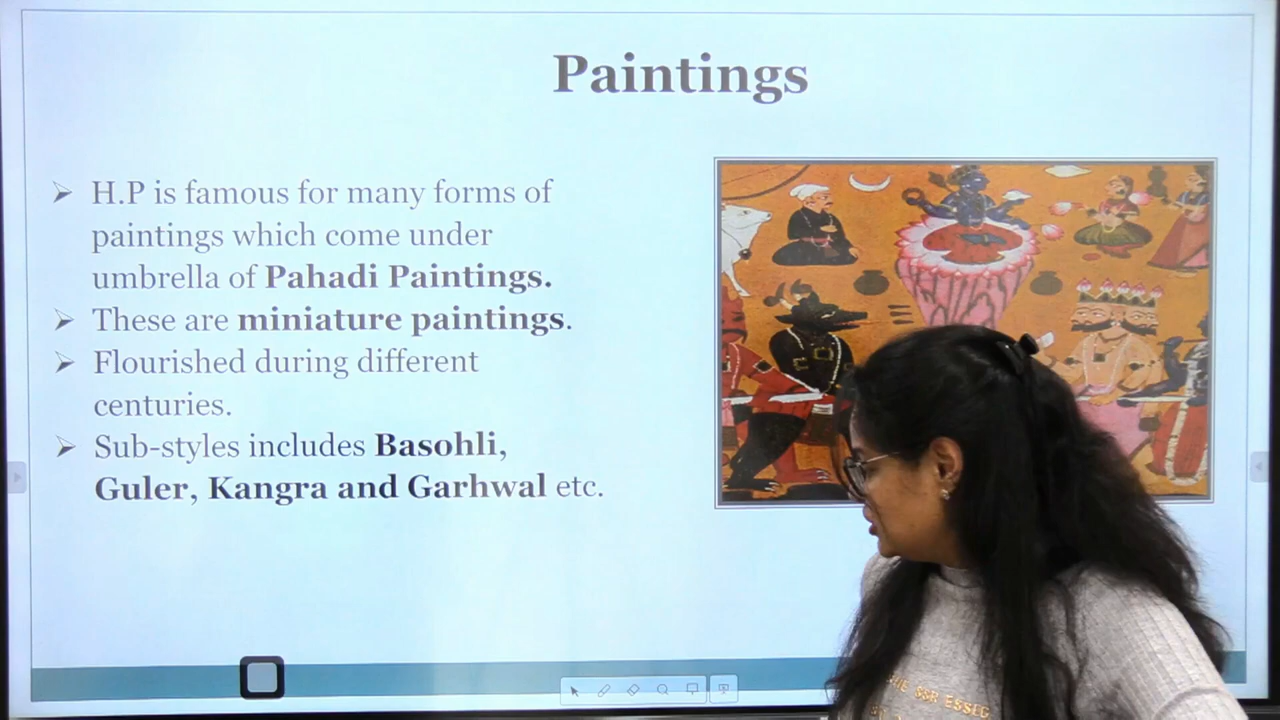 Paintings
➢ H.P is famous for many forms of
paintings which come under
umbrella of Pahadi Paintings.
➢ These are miniature paintings.
➢ Flourished during different
centuries.
➢ Sub-styles includes Basohli,
Guler, Kangra and Garhwal etc.